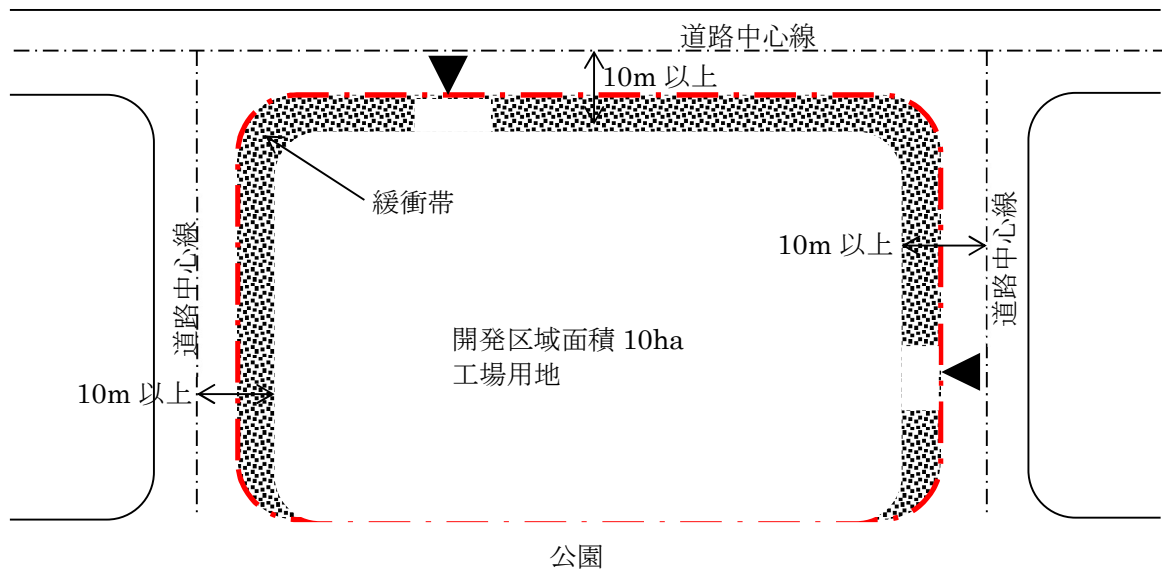 道路中心線
10m 以上
緩衝帯
道路中心線
10m 以上
道路中心線
開発区域面積 10ha
工場用地
10m 以上
公園